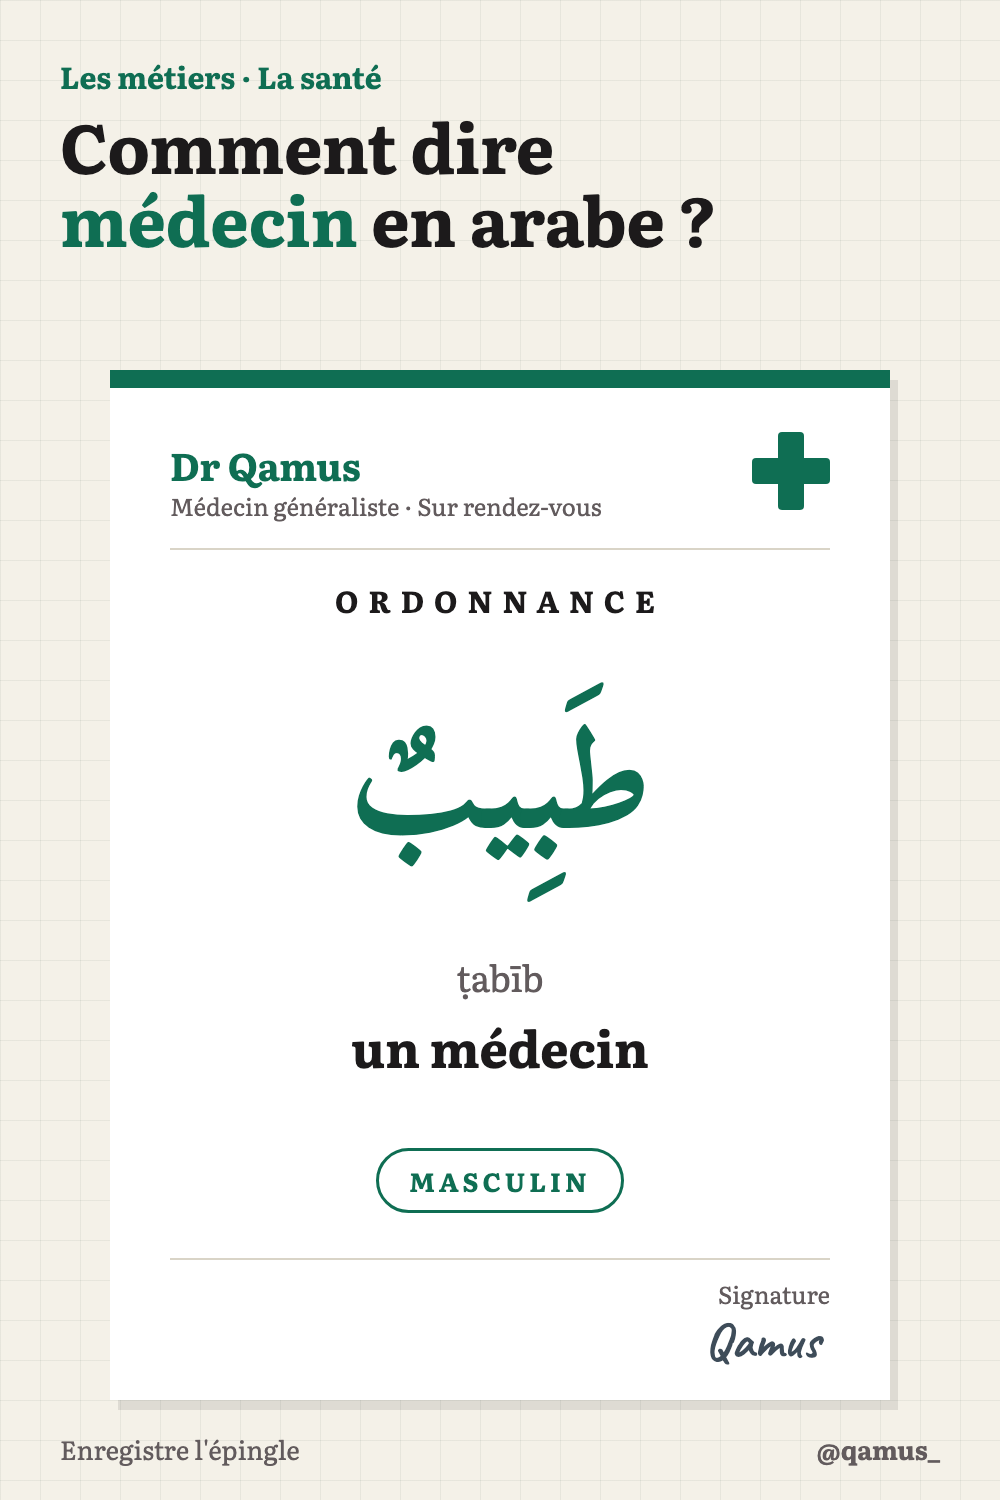 Les métiers · La santé
Comment dire
médecin en arabe ?
Dr Qamus
Médecin généraliste · Sur rendez-vous
ORDONNANCE
طَبِيبٌ
ṭabīb
un médecin
MASCULIN
Signature
Qamus
Enregistre l'épingle
@qamus_